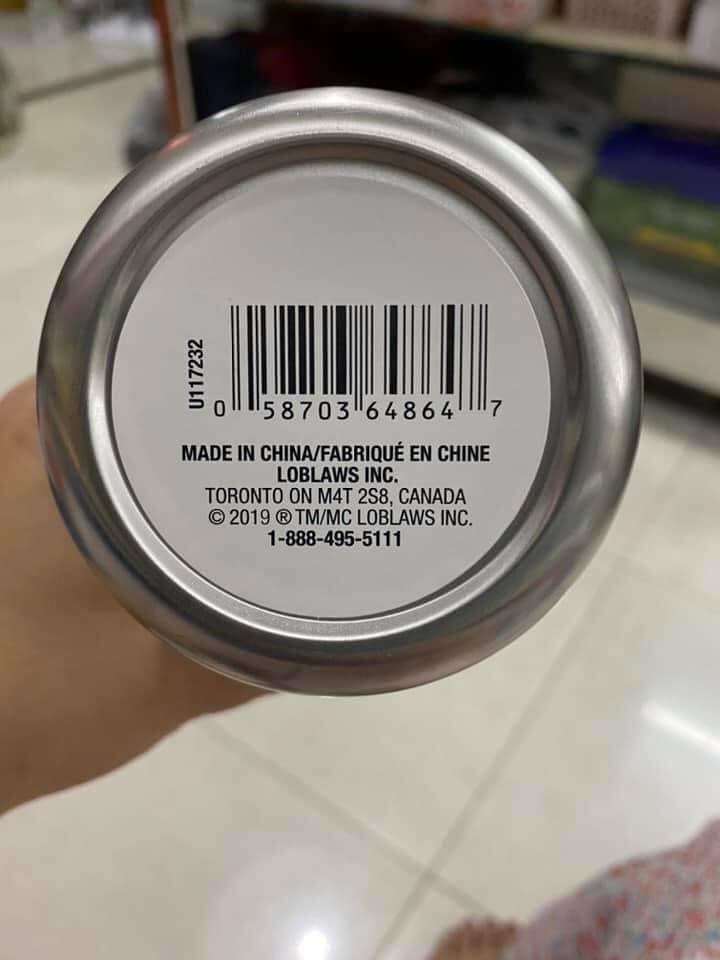 U117232
0 58703 64864 7
MADE IN CHINA/FABRIQUÉ EN CHINE
LOBLAWS INC.
TORONTO ON M4T 2S8, CANADA
© 2019 ® TM/MC LOBLAWS INC.
1-888-495-5111